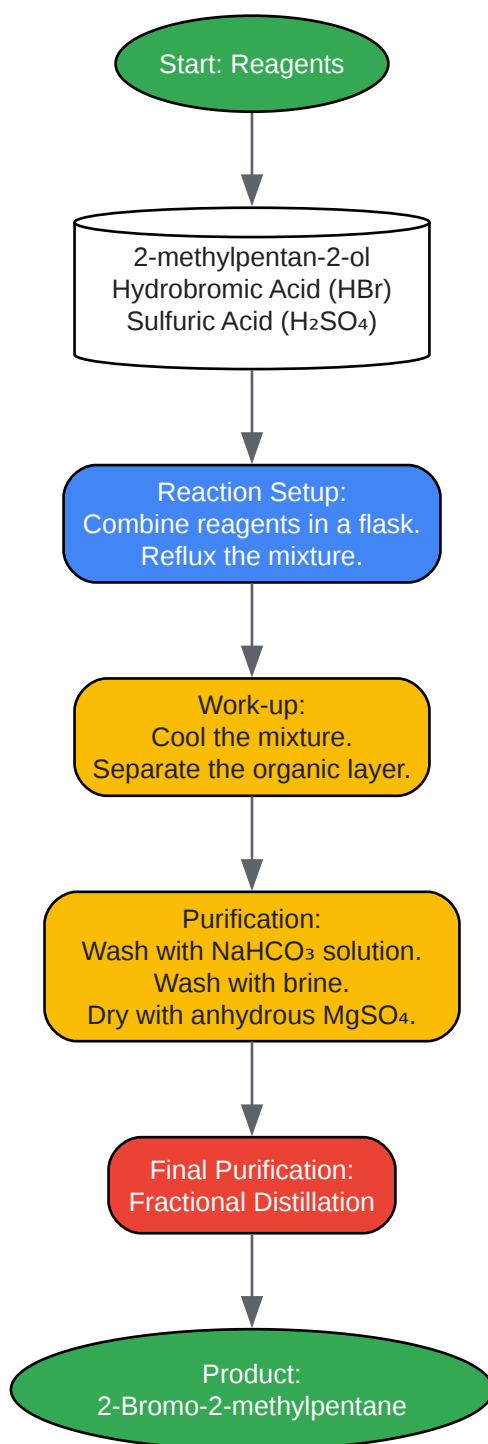 Start: Reagents
2-methylpentan-2-ol
Hydrobromic Acid (HBr)
Sulfuric Acid (H₂SO₄)
Reaction Setup:
Combine reagents in a flask.
Reflux the mixture.
Work-up:
Cool the mixture.
Separate the organic layer.
Purification:
Wash with NaHCO₃ solution.
Wash with brine.
Dry with anhydrous MgSO₄.
Final Purification:
Fractional Distillation
Product:
2-Bromo-2-methylpentane